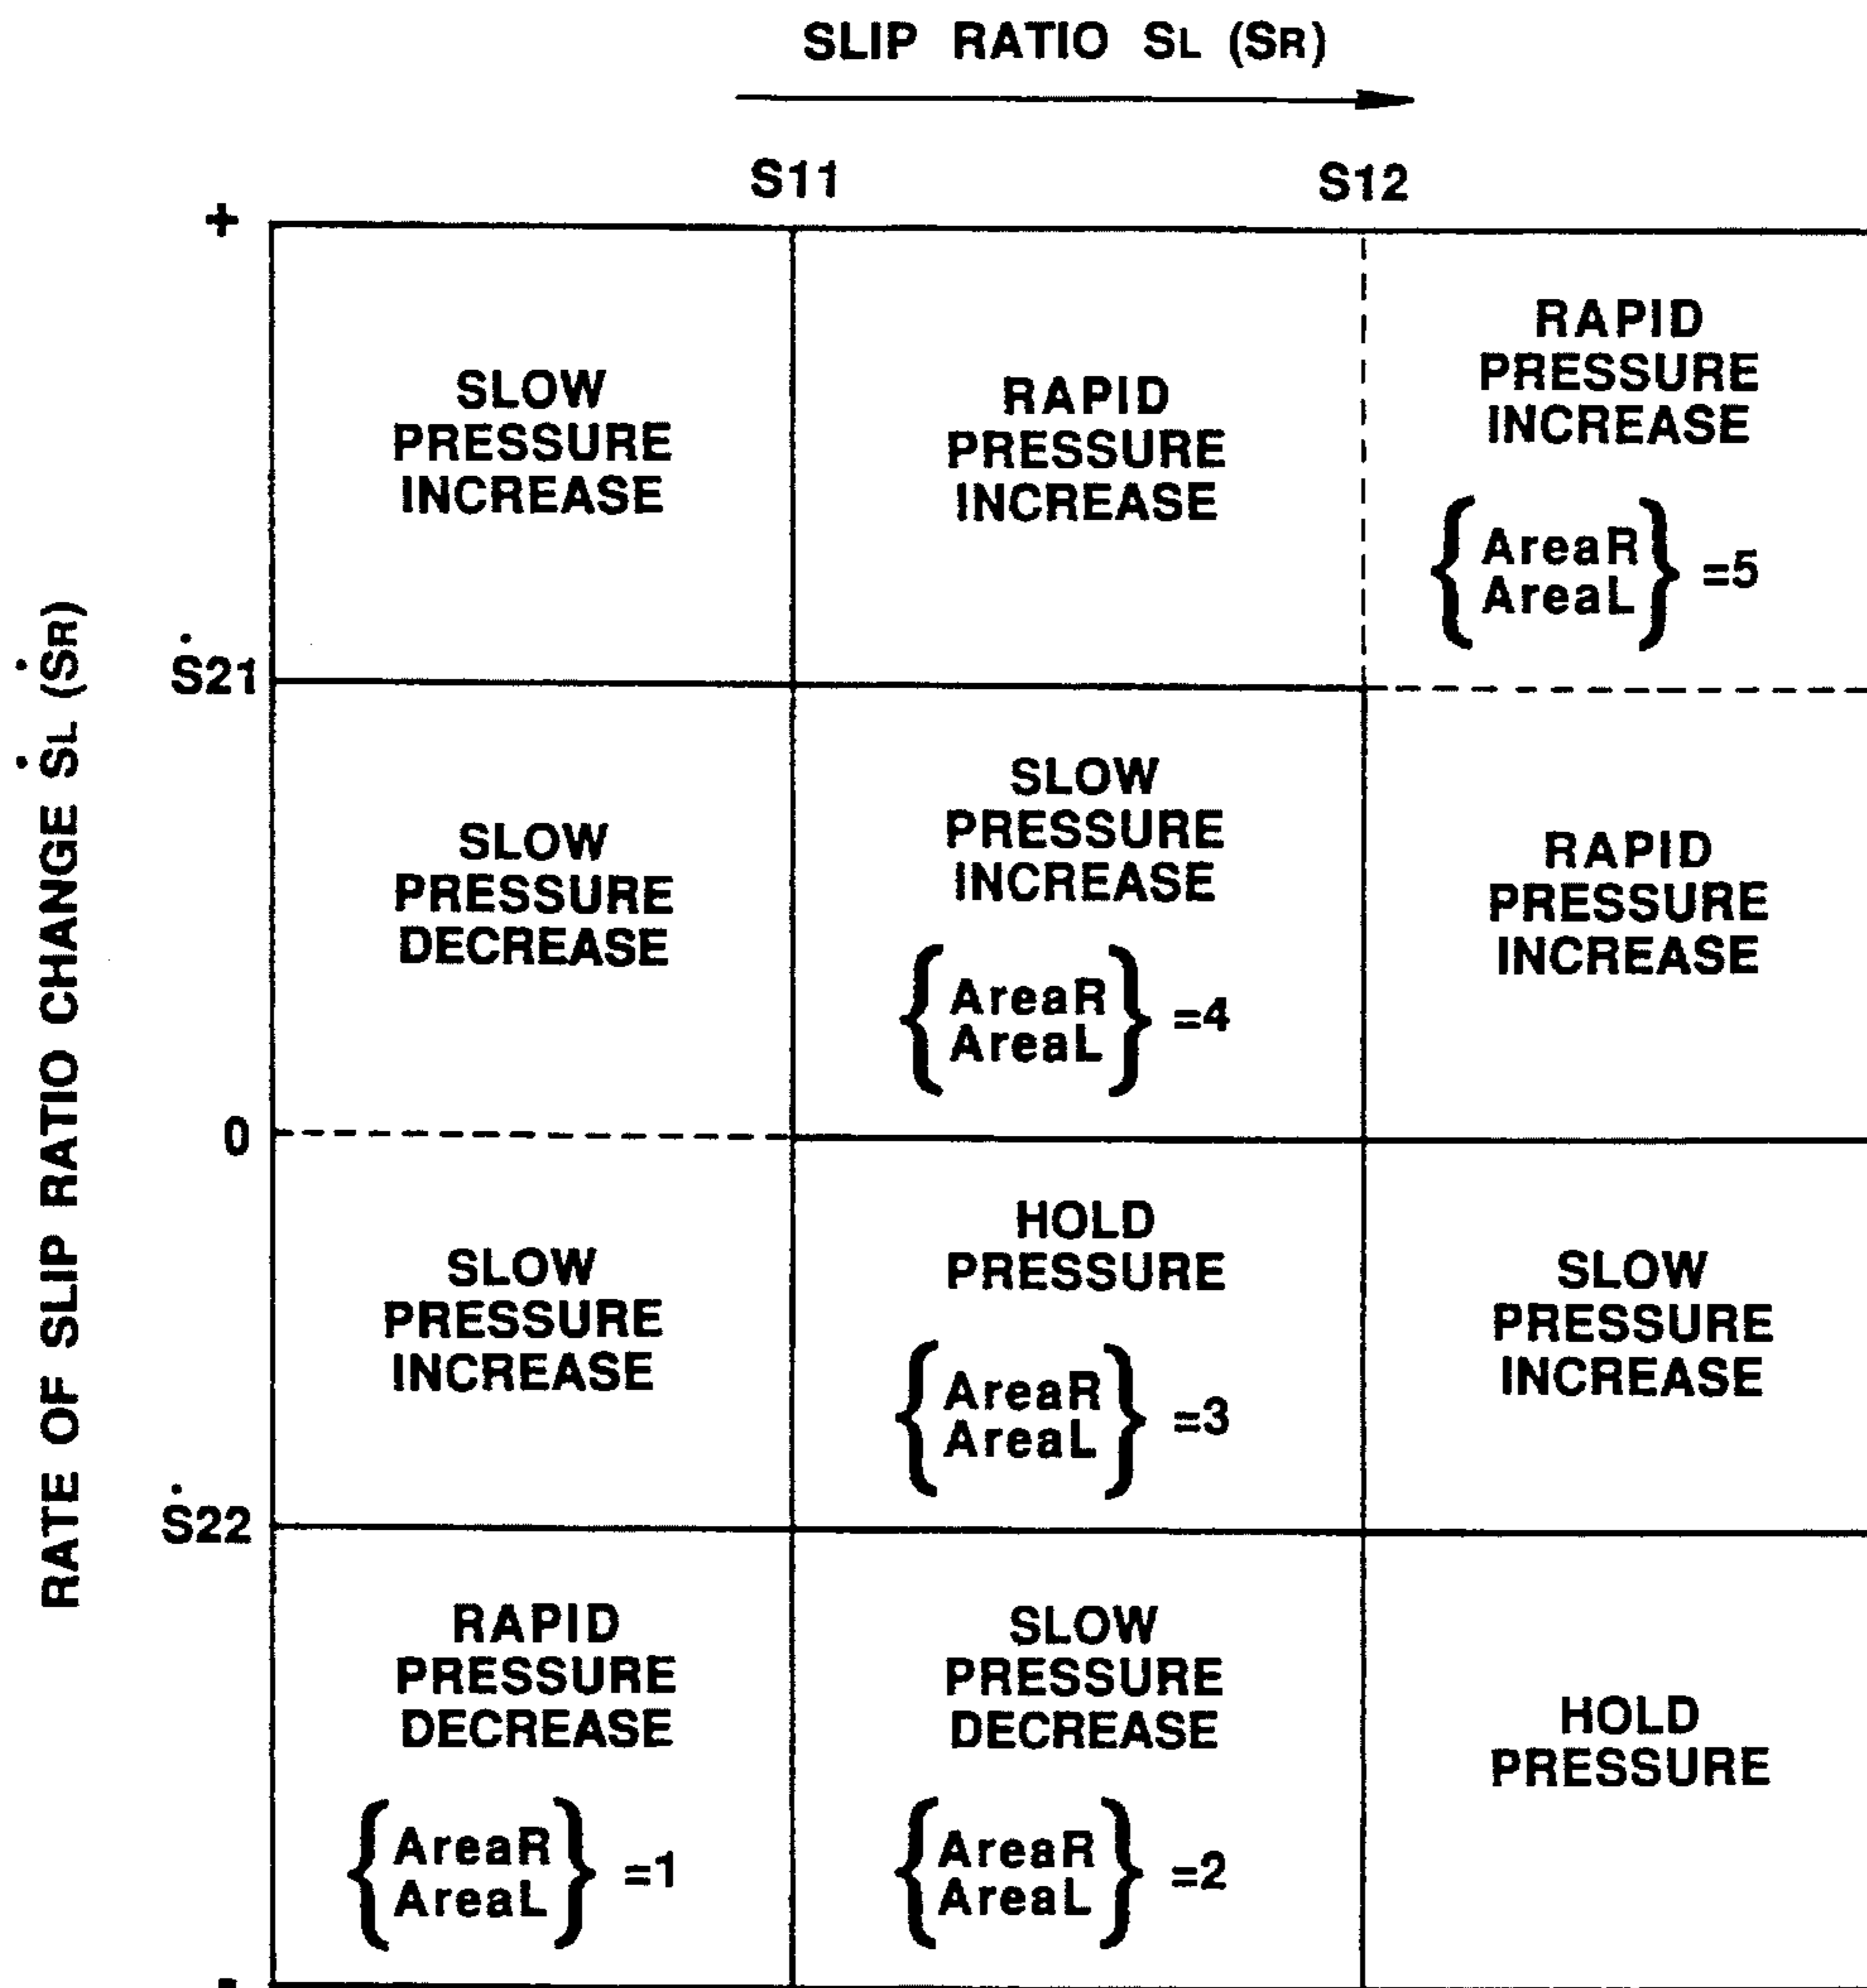 SLIP RATIO SL (SR)
S11
S12
+
SLOW
PRESSURE
INCREASE
RAPID
PRESSURE
INCREASE
RAPID
PRESSURE
INCREASE
{AreaR
AreaL} =5
Ṡ21
SLOW
PRESSURE
DECREASE
SLOW
PRESSURE
INCREASE
{AreaR
AreaL} =4
RAPID
PRESSURE
INCREASE
0
SLOW
PRESSURE
INCREASE
HOLD
PRESSURE
{AreaR
AreaL} =3
SLOW
PRESSURE
INCREASE
Ṡ22
RAPID
PRESSURE
DECREASE
{AreaR
AreaL} =1
SLOW
PRESSURE
DECREASE
{AreaR
AreaL} =2
HOLD
PRESSURE
-
RATE OF SLIP RATIO CHANGE ṠL (ṠR)